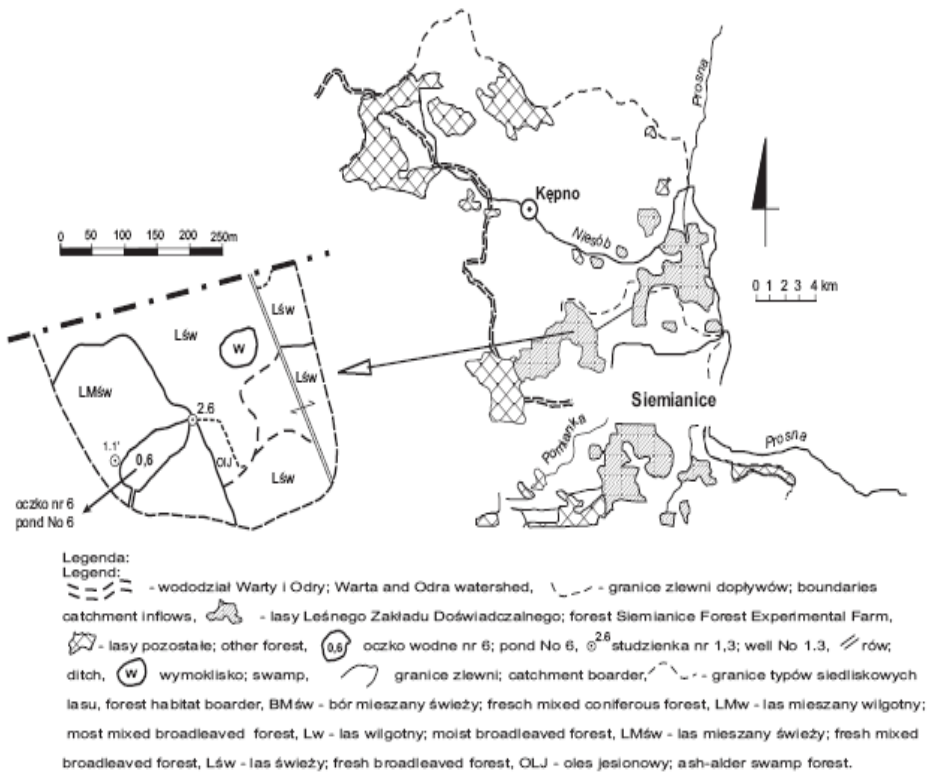 Prosna
Kępno
Niesób
0 50 100 150 200 250m
0 1 2 3 4 km
Lśw
Lśw
W
LMśw
Lśw
2.6
Siemianice
1.1'
0,6
OlJ
Lśw
Pomianka
Prosna
oczko nr 6
pond No 6
Legenda:
Legend:
- wododział Warty i Odry; Warta and Odra watershed, - granice zlewni dopływów; boundaries
catchment inflows, - lasy Leśnego Zakładu Doświadczalnego; forest Siemianice Forest Experimental Farm,
- lasy pozostałe; other forest, 0,6 oczko wodne nr 6; pond No 6, 2.6 studzienka nr 1,3; well No 1.3, rów;
ditch, W wymoklisko; swamp, granice zlewni; catchment boarder, - granice typów siedliskowych
lasu, forest habitat boarder, BMśw - bór mieszany świeży; fresch mixed coniferous forest, LMw - las mieszany wilgotny;
most mixed broadleaved forest, Lw - las wilgotny; moist broadleaved forest, LMśw - las mieszany świeży; fresh mixed
broadleaved forest, Lśw - las świeży; fresh broadleaved forest, OLJ - oles jesionowy; ash-alder swamp forest.